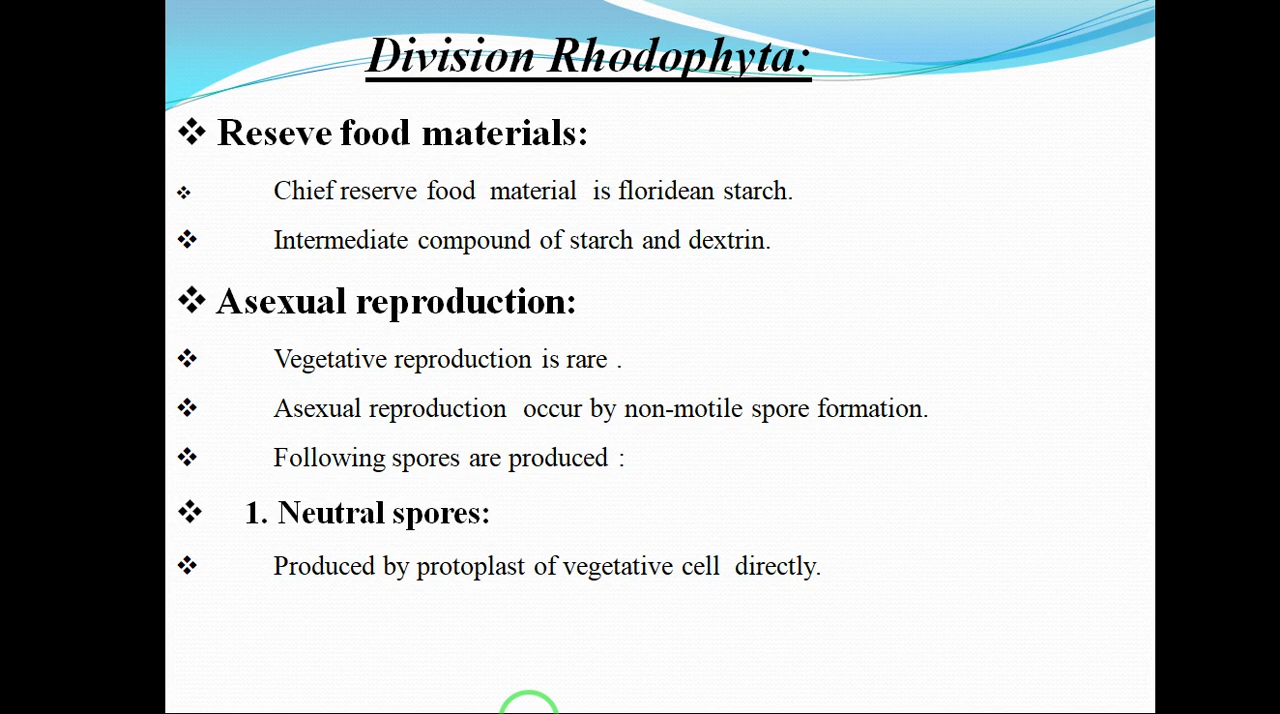 Division Rhodophyta:
❖ Reseve food materials:
❖ Chief reserve food material is floridean starch.
❖ Intermediate compound of starch and dextrin.
❖ Asexual reproduction:
❖ Vegetative reproduction is rare .
❖ Asexual reproduction occur by non-motile spore formation.
❖ Following spores are produced :
❖ 1. Neutral spores:
❖ Produced by protoplast of vegetative cell directly.